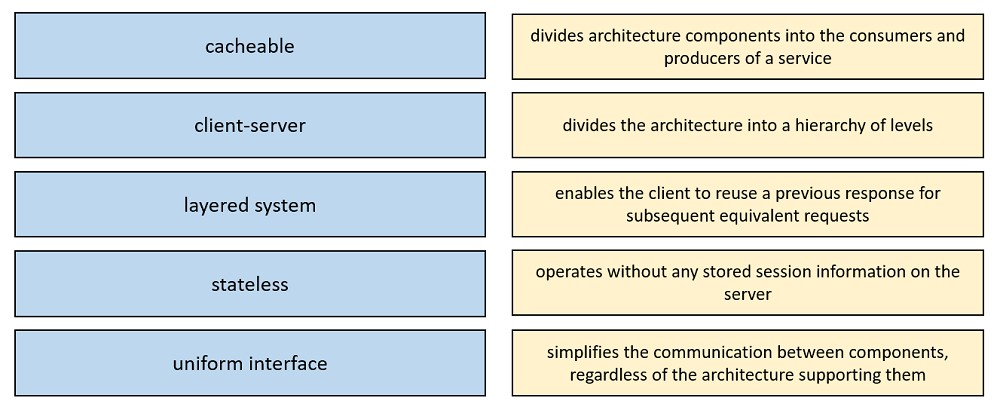 cacheable
divides architecture components into the consumers and
producers of a service
client-server
divides the architecture into a hierarchy of levels
layered system
enables the client to reuse a previous response for
subsequent equivalent requests
stateless
operates without any stored session information on the
server
uniform interface
simplifies the communication between components,
regardless of the architecture supporting them